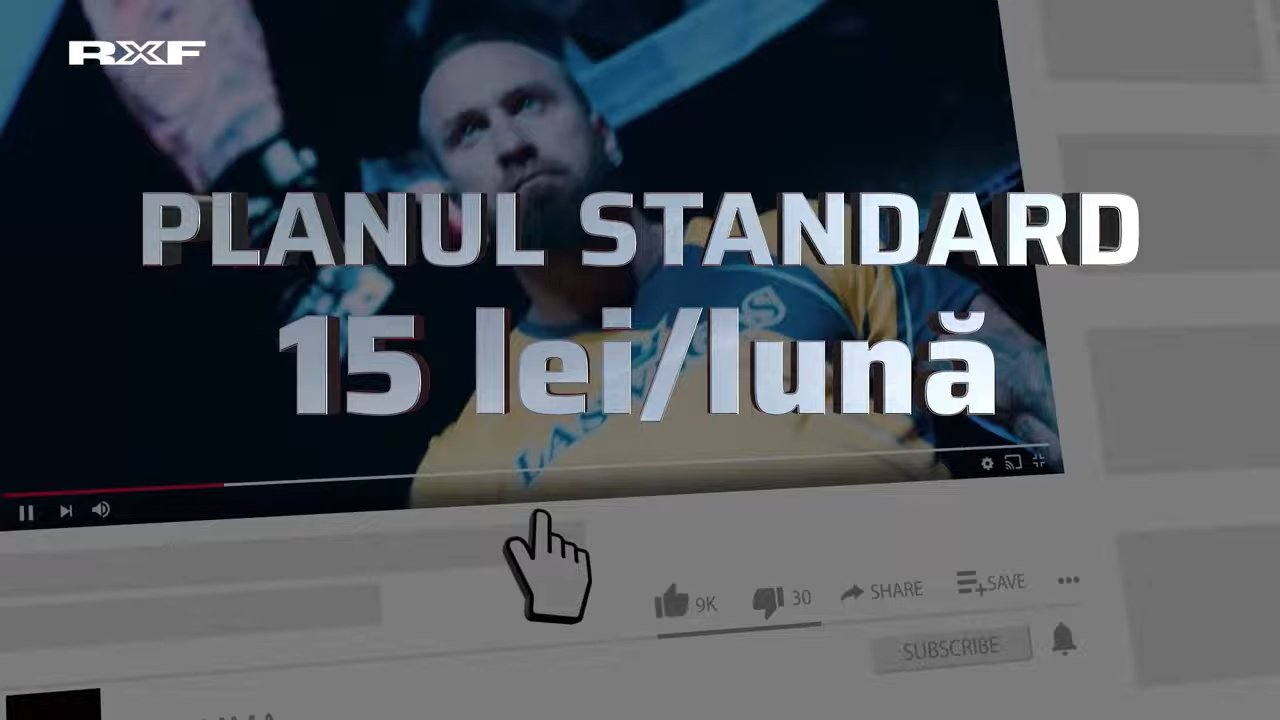 RXF
PLANUL STANDARD
15 lei/lună
9K
30
SHARE
SAVE
SUBSCRIBE